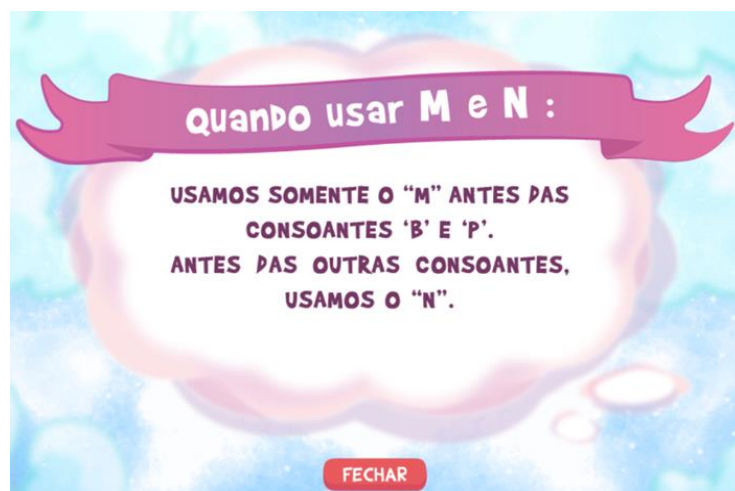 Quando usar M e N :
USAMOS SOMENTE O “M” ANTES DAS
CONSOANTES ‘B’ E ‘P’.
ANTES DAS OUTRAS CONSOANTES,
USAMOS O “N”.
FECHAR